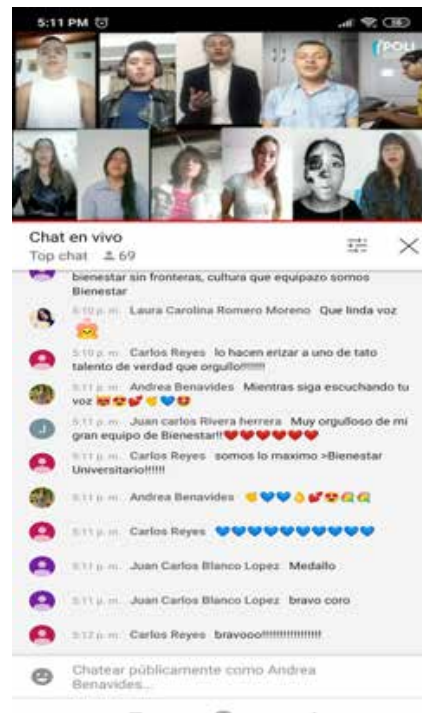 5:11 PM
POLI
Chat en vivo
Top chat 69
bienestar sin fronteras, cultura que equipazo somos
Bienestar
5:10 p. m. Laura Carolina Romero Moreno Que linda voz
5:10 p. m. Carlos Reyes lo hacen erizar a uno de tato
talento de verdad que orgullo!!!!!!!
5:11 p. m. Andrea Benavides Mientras siga escuchando tu
voz 😻😍💕👏💙🤩
J 5:11 p. m. Juan carlos Rivera herrera Muy orgulloso de mi
gran equipo de Bienestar!!❤️❤️❤️❤️❤️❤️
5:11 p. m. Carlos Reyes somos lo maximo >Bienestar
Universitario!!!!!!
5:11 p. m. Andrea Benavides 👏💙💙👌💕😍🤗🤗
5:11 p. m. Carlos Reyes 💙💙💙💙💙💙💙💙💙💙
5:11 p. m. Juan Carlos Blanco Lopez Medallo
5:11 p. m. Juan Carlos Blanco Lopez bravo coro
5:12 p. m. Carlos Reyes bravooo!!!!!!!!!!!!!!!!!!
Chatear públicamente como Andrea
Benavides...